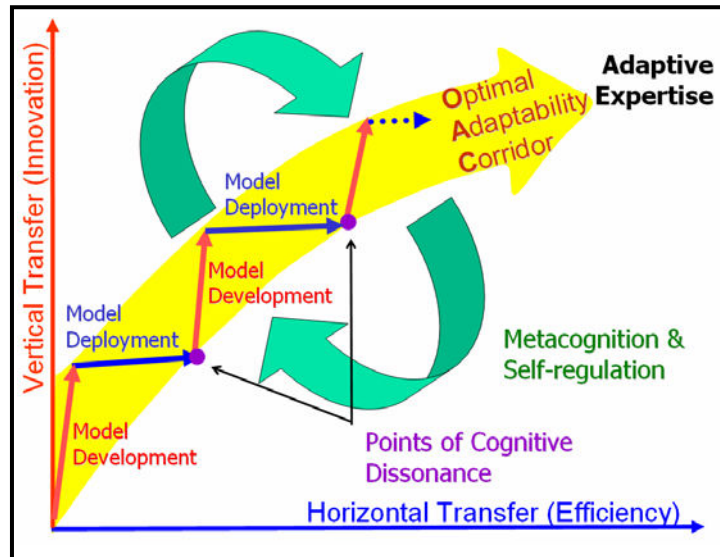 Vertical Transfer (Innovation)
Adaptive
Expertise
Optimal
Adaptability
Corridor
Model
Deployment
Model
Deployment
Model
Development
Model
Development
Metacognition &
Self-regulation
Points of Cognitive
Dissonance
Horizontal Transfer (Efficiency)